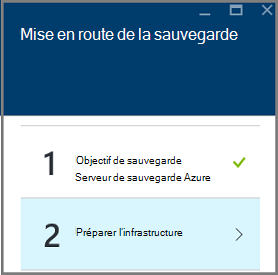 Mise en route de la sauvegarde
1 Objectif de sauvegarde
Serveur de sauvegarde Azure
2 Préparer l'infrastructure